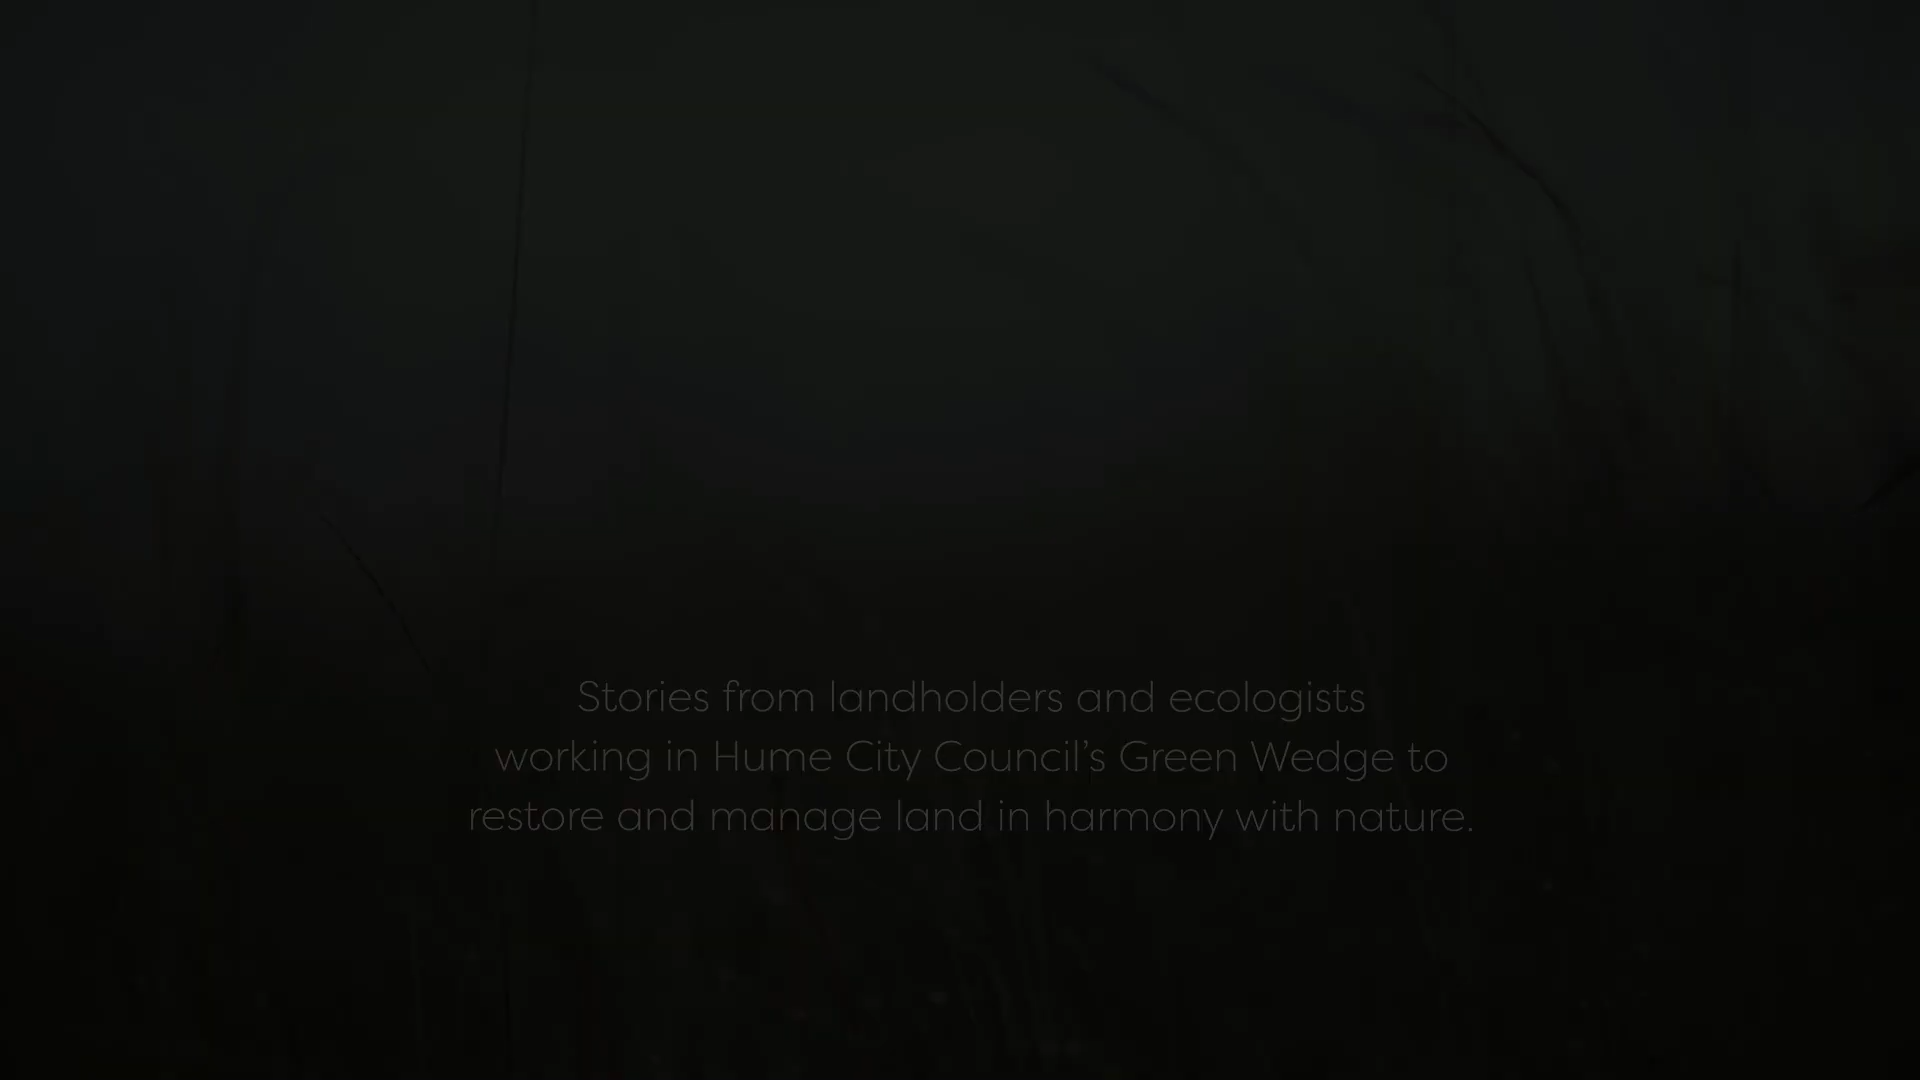 Stories from landholders and ecologists
working in Hume City Council’s Green Wedge to
restore and manage land in harmony with nature.